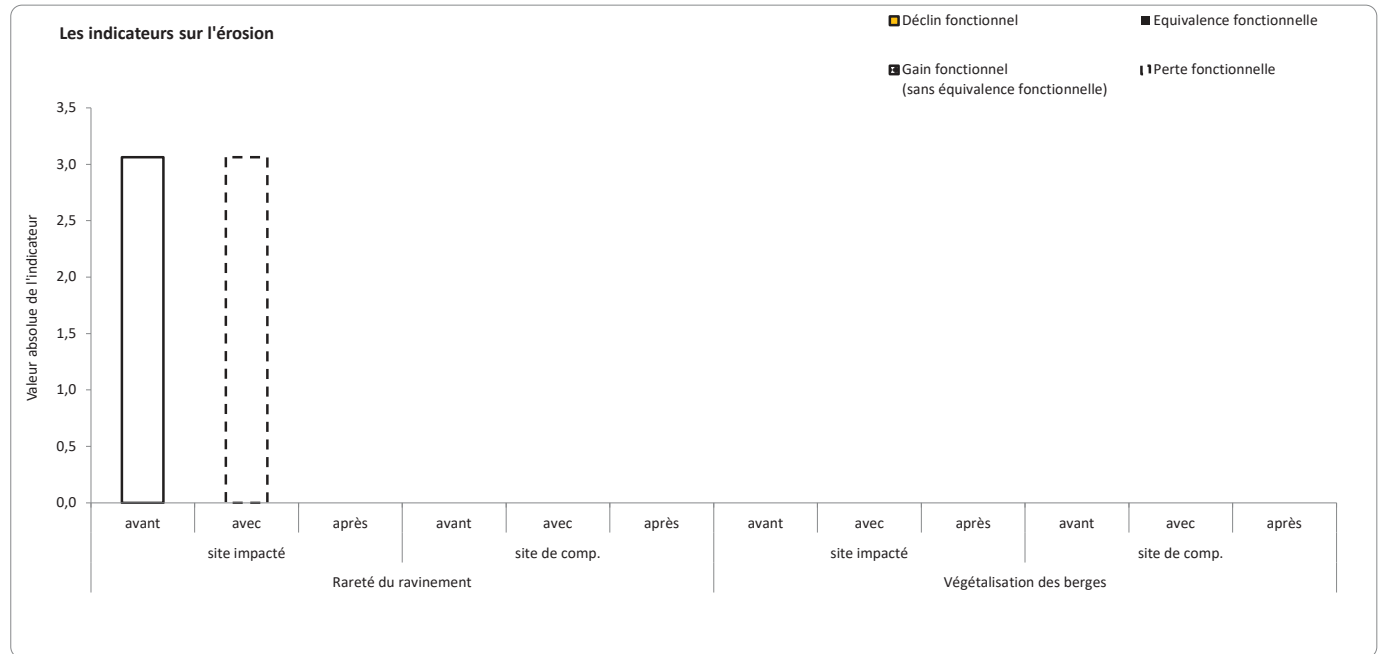 Les indicateurs sur l'érosion
Déclin fonctionnel
Equivalence fonctionnelle
Gain fonctionnel
(sans équivalence fonctionnelle)
Perte fonctionnelle
Valeur absolue de l'indicateur
3,5
3,0
2,5
2,0
1,5
1,0
0,5
0,0
avant avec après avant avec après avant avec après avant avec après
site impacté site de comp. site impacté site de comp.
Rareté du ravinement Végétalisation des berges